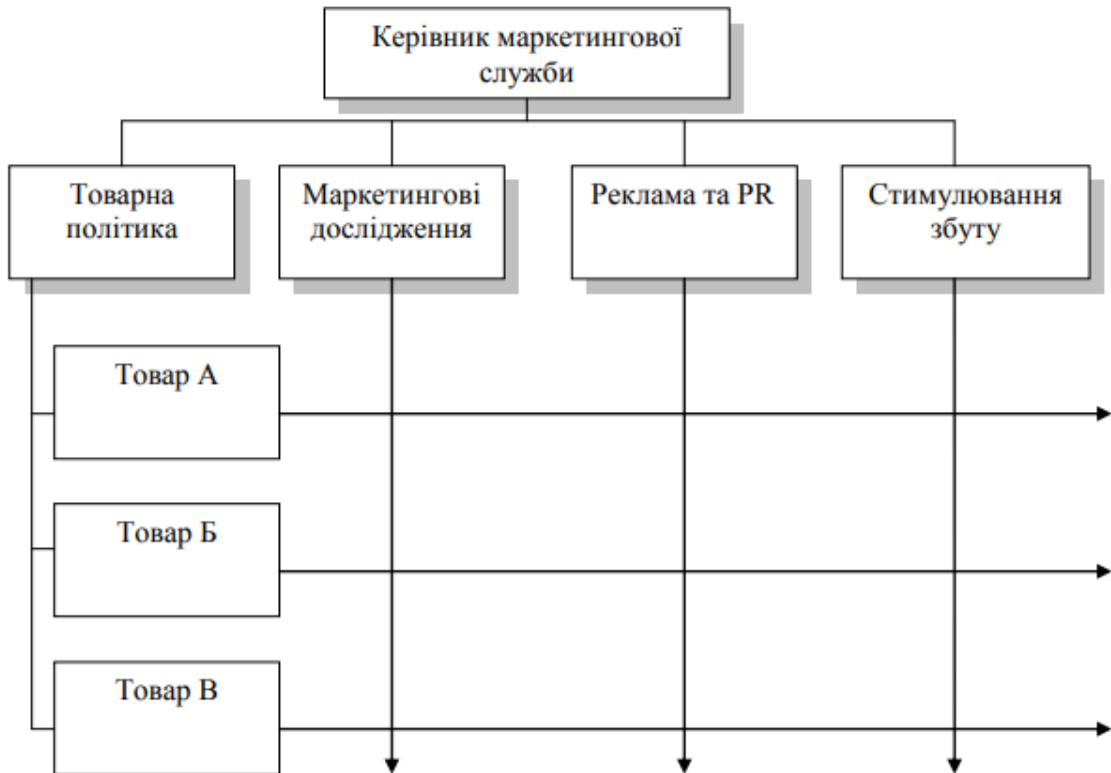 Керівник маркетингової
служби
Товарна
політика
Маркетингові
дослідження
Реклама та PR
Стимулювання
збуту
Товар А
Товар Б
Товар В